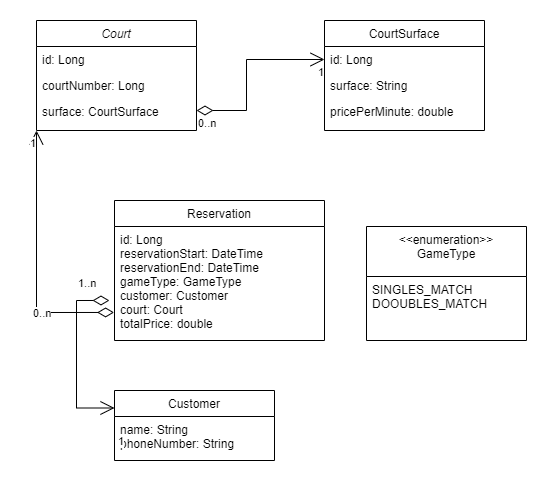 Court
id: Long
courtNumber: Long
surface: CourtSurface
0..n
1
CourtSurface
id: Long
surface: String
pricePerMinute: double
1
Reservation
id: Long
reservationStart: DateTime
reservationEnd: DateTime
gameType: GameType
customer: Customer
court: Court
totalPrice: double
1..n
0..n
<<enumeration>>
GameType
SINGLES_MATCH
DOOUBLES_MATCH
Customer
name: String
1
phoneNumber: String